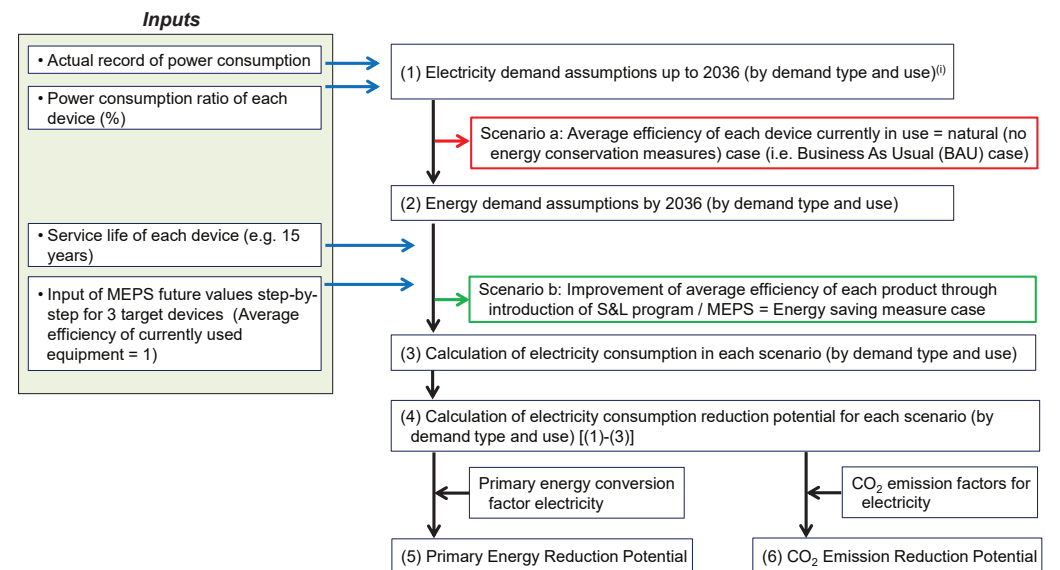 Inputs
• Actual record of power consumption
• Power consumption ratio of each
device (%)
(1) Electricity demand assumptions up to 2036 (by demand type and use)(i)
Scenario a: Average efficiency of each device currently in use = natural (no
energy conservation measures) case (i.e. Business As Usual (BAU) case)
(2) Energy demand assumptions by 2036 (by demand type and use)
• Service life of each device (e.g. 15
years)
• Input of MEPS future values step-by-
step for 3 target devices (Average
efficiency of currently used
equipment = 1)
Scenario b: Improvement of average efficiency of each product through
introduction of S&L program / MEPS = Energy saving measure case
(3) Calculation of electricity consumption in each scenario (by demand type and use)
(4) Calculation of electricity consumption reduction potential for each scenario (by
demand type and use) [(1)-(3)]
Primary energy conversion
factor electricity
CO2 emission factors for
electricity
(5) Primary Energy Reduction Potential
(6) CO2 Emission Reduction Potential